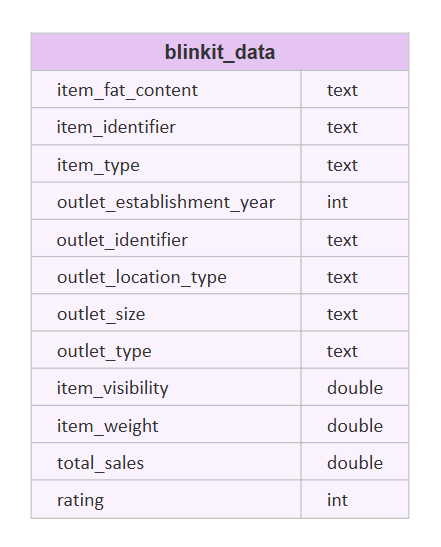 blinkit_data
item_fat_content text
item_identifier text
item_type text
outlet_establishment_year int
outlet_identifier text
outlet_location_type text
outlet_size text
outlet_type text
item_visibility double
item_weight double
total_sales double
rating int